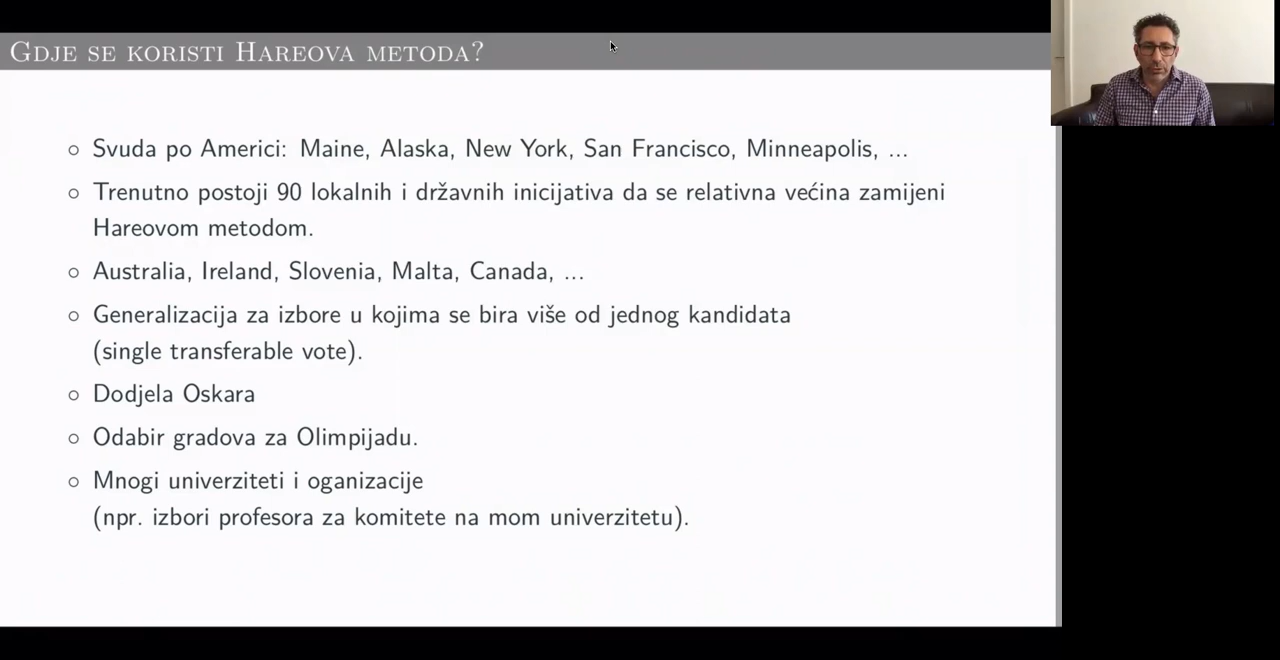 Gdje se koristi Hareova metoda?
Svuda po Americi: Maine, Alaska, New York, San Francisco, Minneapolis, ...
Trenutno postoji 90 lokalnih i državnih inicijativa da se relativna većina zamijeni
Hareovom metodom.
Australia, Ireland, Slovenia, Malta, Canada, ...
Generalizacija za izbore u kojima se bira više od jednog kandidata
(single transferable vote).
Dodjela Oskara
Odabir gradova za Olimpijadu.
Mnogi univerziteti i oganizacije
(npr. izbori profesora za komitete na mom univerzitetu).